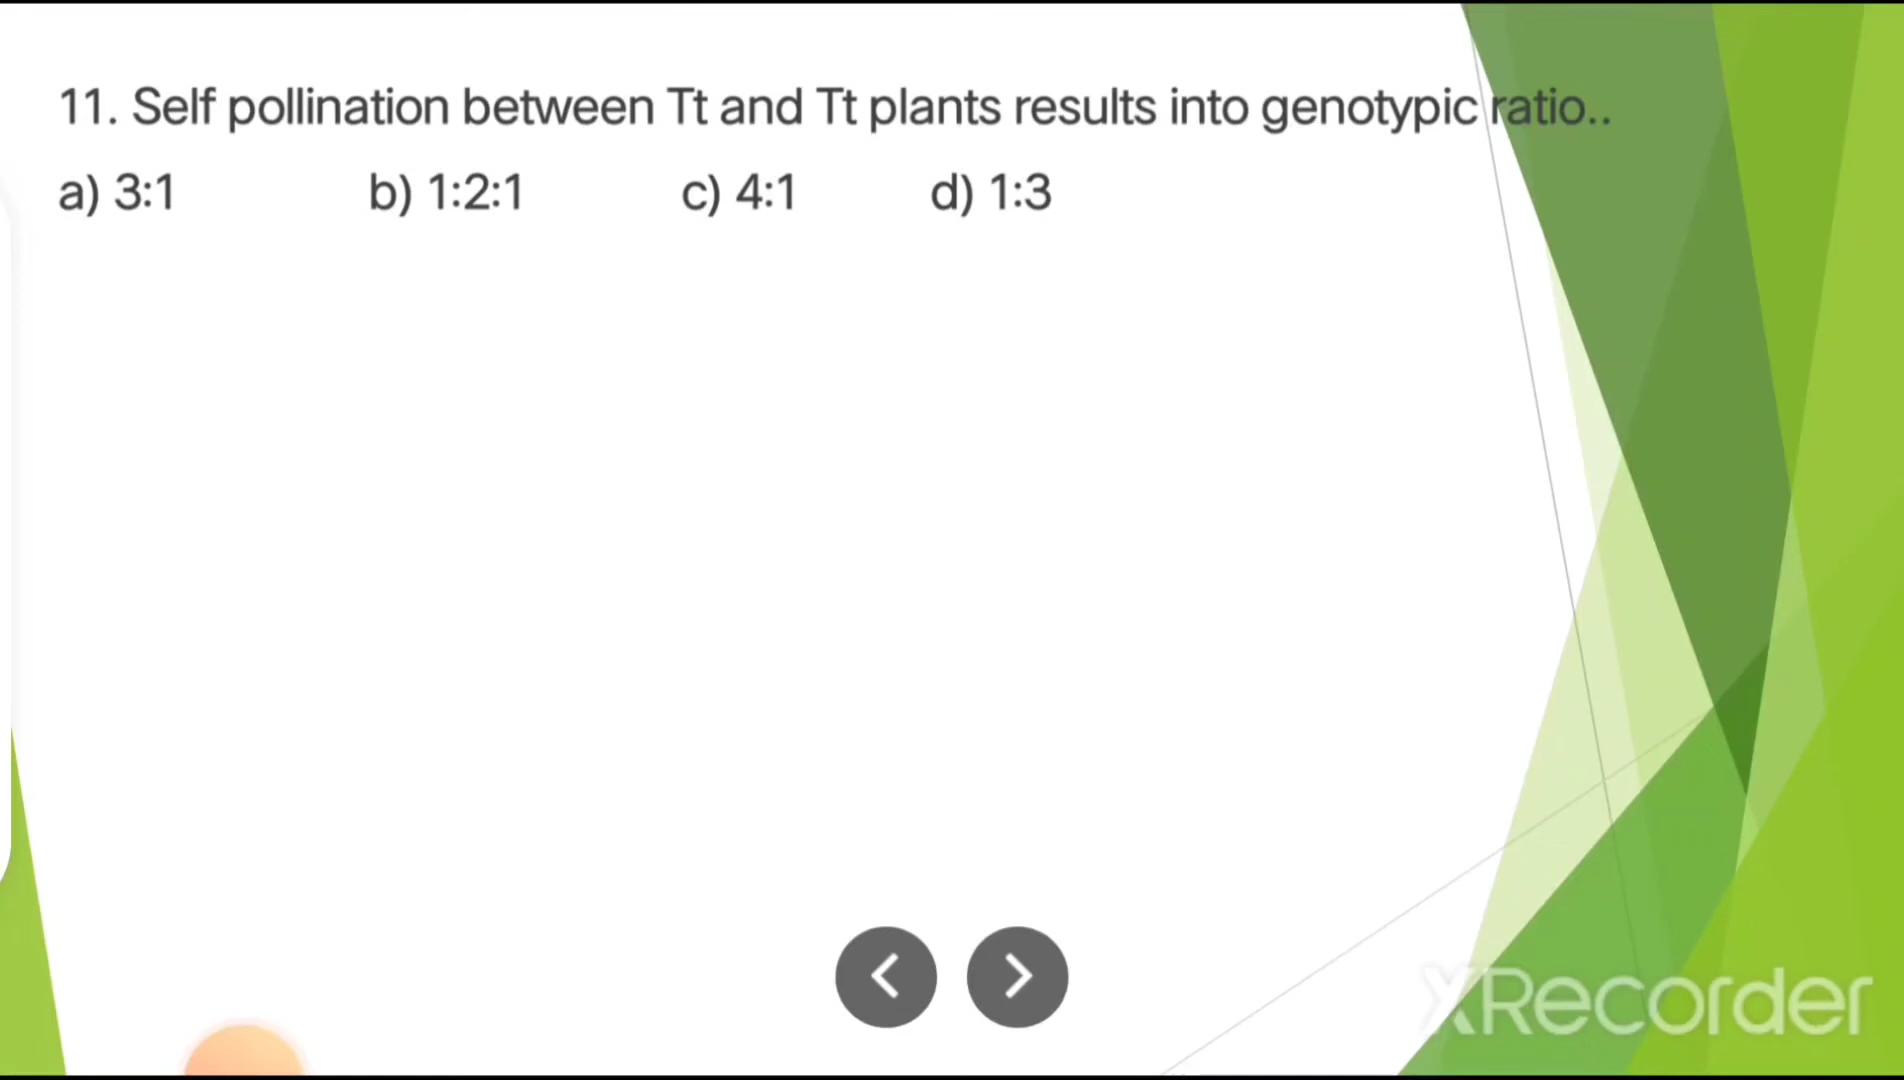 11. Self pollination between Tt and Tt plants results into genotypic ratio..
a) 3:1 b) 1:2:1 c) 4:1 d) 1:3
XRecorder